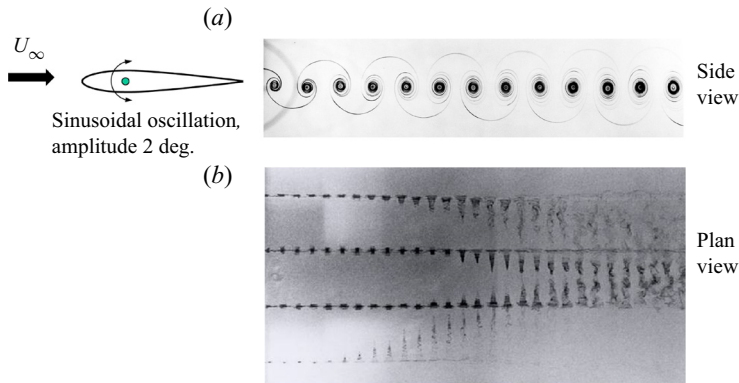 (a)
U∞
Sinusoidal oscillation,
amplitude 2 deg.
Side
view
(b)
Plan
view